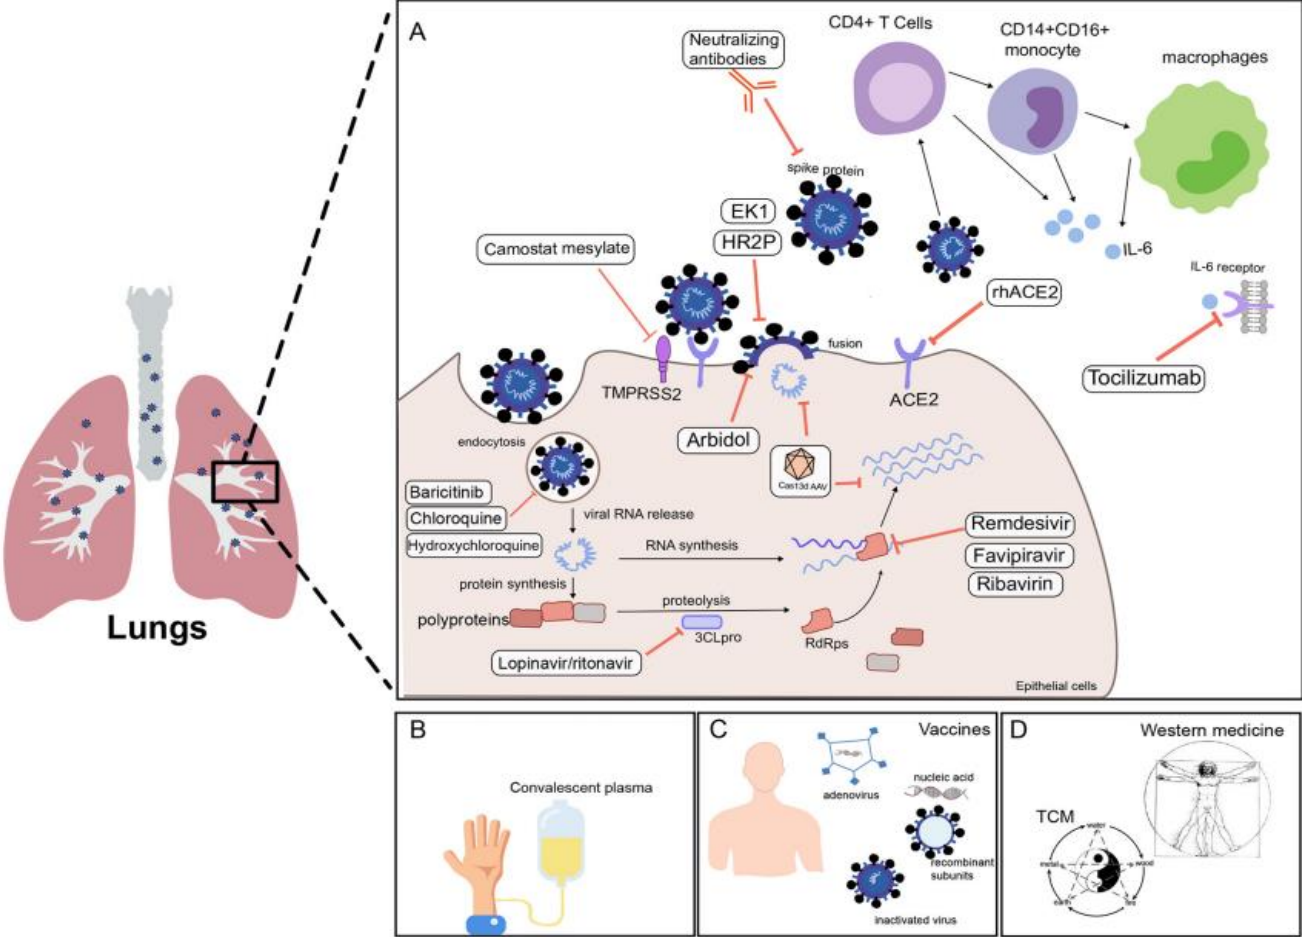 A
Neutralizing
antibodies
CD4+ T Cells
CD14+CD16+
monocyte
macrophages
spike protein
EK1
HR2P
Camostat mesylate
IL-6
IL-6 receptor
rhACE2
fusion
Tocilizumab
TMPRSS2
ACE2
endocytosis
Arbidol
Cas13d AAV
Baricitinib
Chloroquine
Hydroxychloroquine
viral RNA release
RNA synthesis
Remdesivir
Favipiravir
Ribavirin
protein synthesis
polyproteins
proteolysis
3CLpro
RdRps
Lopinavir/ritonavir
Epithelial cells
Lungs
B
Convalescent plasma
C
Vaccines
adenovirus
nucleic acid
recombinant
subunits
inactivated virus
D
Western medicine
TCM
water
metal
wood
earth
fire